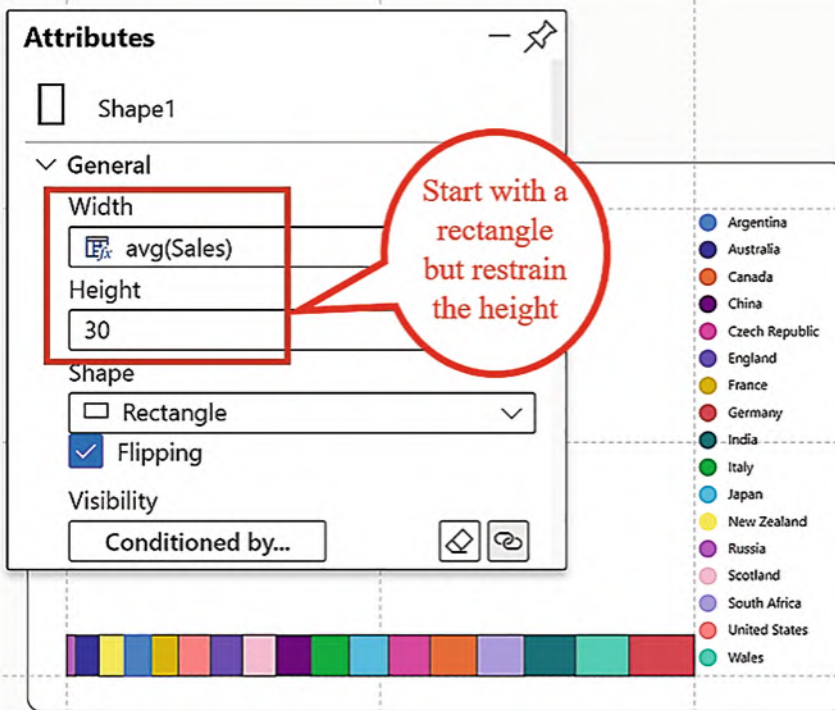 Attributes
Shape1
General
Width
fx avg(Sales)
Height
30
Shape
Rectangle
Flipping
Visibility
Conditioned by...
Start with a
rectangle
but restrain
the height
Argentina
Australia
Canada
China
Czech Republic
England
France
Germany
India
Italy
Japan
New Zealand
Russia
Scotland
South Africa
United States
Wales